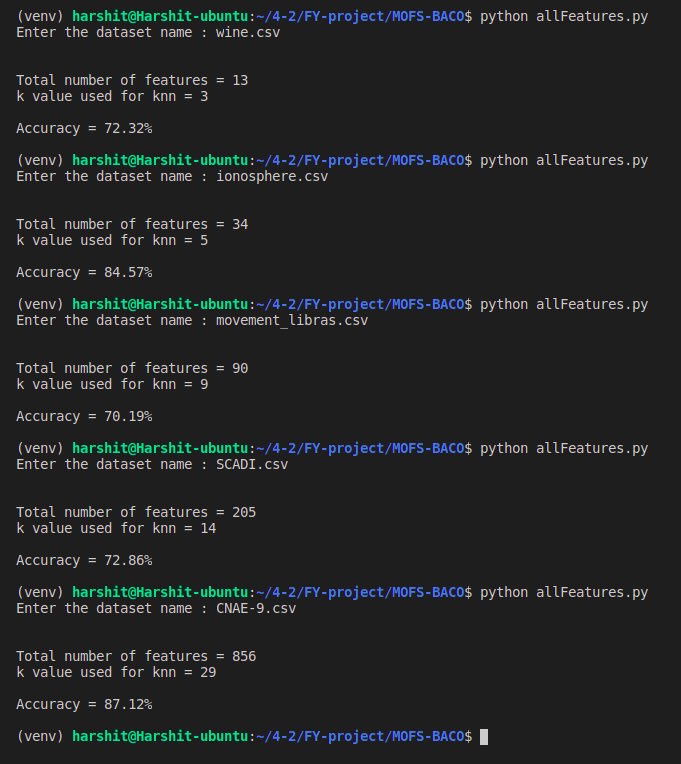 (venv) harshit@Harshit-ubuntu:~/4-2/FY-project/MOFS-BACO$ python allFeatures.py
Enter the dataset name : wine.csv
Total number of features = 13
k value used for knn = 3
Accuracy = 72.32%
(venv) harshit@Harshit-ubuntu:~/4-2/FY-project/MOFS-BACO$ python allFeatures.py
Enter the dataset name : ionosphere.csv
Total number of features = 34
k value used for knn = 5
Accuracy = 84.57%
(venv) harshit@Harshit-ubuntu:~/4-2/FY-project/MOFS-BACO$ python allFeatures.py
Enter the dataset name : movement_libras.csv
Total number of features = 90
k value used for knn = 9
Accuracy = 70.19%
(venv) harshit@Harshit-ubuntu:~/4-2/FY-project/MOFS-BACO$ python allFeatures.py
Enter the dataset name : SCADI.csv
Total number of features = 205
k value used for knn = 14
Accuracy = 72.86%
(venv) harshit@Harshit-ubuntu:~/4-2/FY-project/MOFS-BACO$ python allFeatures.py
Enter the dataset name : CNAE-9.csv
Total number of features = 856
k value used for knn = 29
Accuracy = 87.12%
(venv) harshit@Harshit-ubuntu:~/4-2/FY-project/MOFS-BACO$